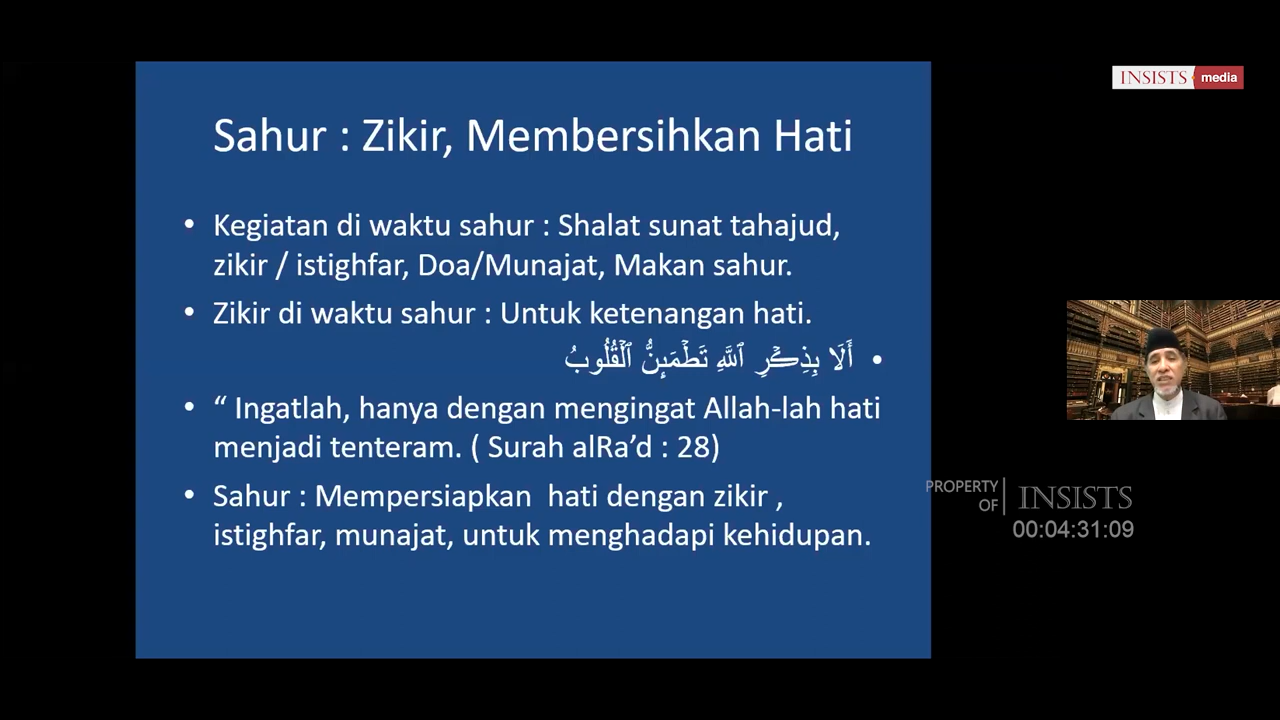 INSISTS media
Sahur : Zikir, Membersihkan Hati
• Kegiatan di waktu sahur : Shalat sunat tahajud,
zikir / istighfar, Doa/Munajat, Makan sahur.
• Zikir di waktu sahur : Untuk ketenangan hati.
• أَلَا بِذِكۡرِ ٱللَّهِ تَطۡمَئِنُّ ٱلۡقُلُوبُ
• “ Ingatlah, hanya dengan mengingat Allah-lah hati
menjadi tenteram. ( Surah alRa’d : 28)
• Sahur : Mempersiapkan  hati dengan zikir ,
istighfar, munajat, untuk menghadapi kehidupan.
PROPERTY
OF
INSISTS
00:04:31:09